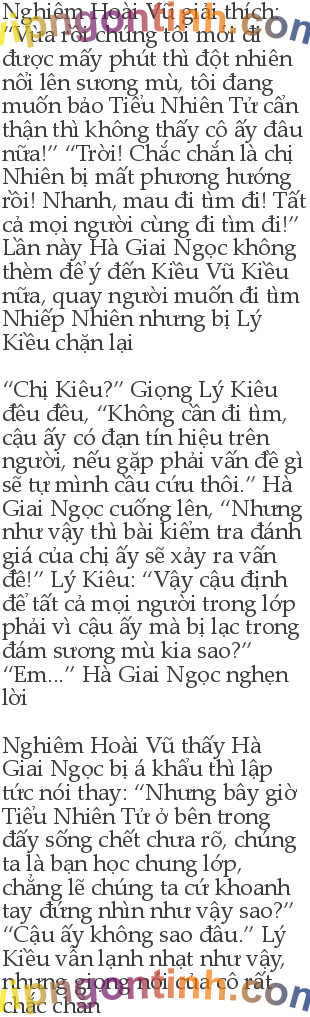 Nghiêm Hoài Vũ giải thích:
“Vừa rồi chúng tôi mới đi
được mấy phút thì đột nhiên
nổi lên sương mù, tôi đang
muốn bảo Tiểu Nhiên Tử cẩn
thận thì không thấy cô ấy đâu
nữa!” “Trời! Chắc chắn là chị
Nhiên bị mất phương hướng
rồi! Nhanh, mau đi tìm đi! Tất
cả mọi người cùng đi tìm đi!”
Lần này Hà Giai Ngọc không
thèm để ý đến Kiều Vũ Kiều
nữa, quay người muốn đi tìm
Nhiếp Nhiên nhưng bị Lý
Kiều chặn lại
“Chị Kiêu?” Giọng Lý Kiêu
đều đều, “Không cần đi tìm,
cậu ấy có đạn tín hiệu trên
người, nếu gặp phải vấn đề gì
sẽ tự mình cầu cứu thôi.” Hà
Giai Ngọc cuống lên, “Nhưng
như vậy thì bài kiểm tra đánh
giá của chị ấy sẽ xảy ra vấn
đề!” Lý Kiêu: “Vậy cậu định
để tất cả mọi người trong lớp
phải vì cậu ấy mà bị lạc trong
đám sương mù kia sao?”
“Em...” Hà Giai Ngọc nghẹn
lời
Nghiêm Hoài Vũ thấy Hà
Giai Ngọc bị á khẩu thì lập
tức nói thay: “Nhưng bây giờ
Tiểu Nhiên Tử ở bên trong
đấy sống chết chưa rõ, chúng
ta là bạn học chung lớp,
chẳng lẽ chúng ta cứ khoanh
tay đứng nhìn như vậy sao?”
“Cậu ấy không sao đâu.” Lý
Kiều vẫn lạnh nhạt như vậy,
nhưng giọng nói của cô rất
chắc chắn
vipngontinh.com
vipngontinh.com